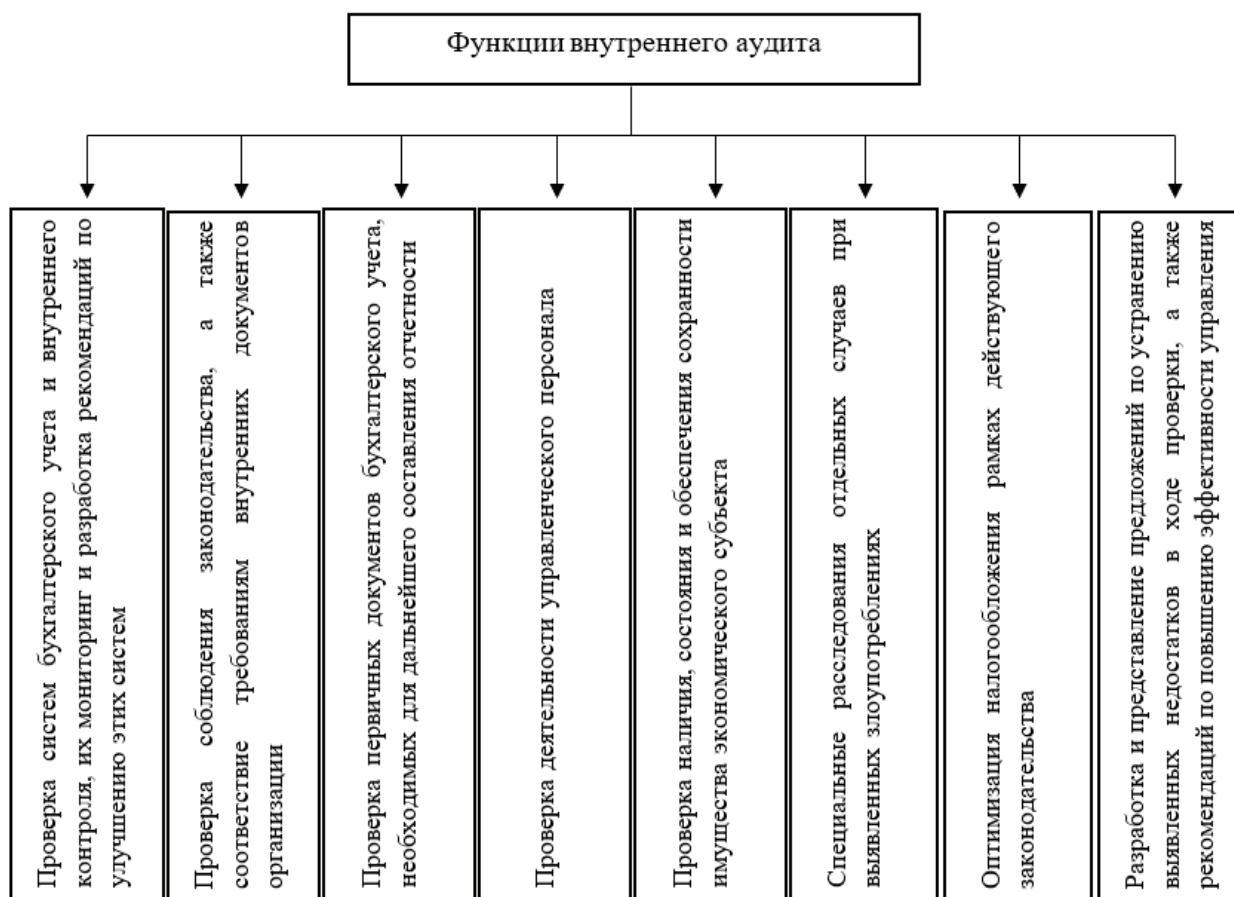 Функции внутреннего аудита
Проверка систем бухгалтерского учета и внутреннего
контроля, их мониторинг и разработка рекомендаций по
улучшению этих систем
Проверка соблюдения законодательства, а также
соответствие требованиям внутренних документов
организации
Проверка первичных документов бухгалтерского учета,
необходимых для дальнейшего составления отчетности
Проверка деятельности управленческого персонала
Проверка наличия, состояния и обеспечения сохранности
имущества экономического субъекта
Специальные расследования отдельных случаев при
выявленных злоупотреблениях
Оптимизация налогообложения рамках действующего
законодательства
Разработка и представление предложений по устранению
выявленных недостатков в ходе проверки, а также
рекомендаций по повышению эффективности управления